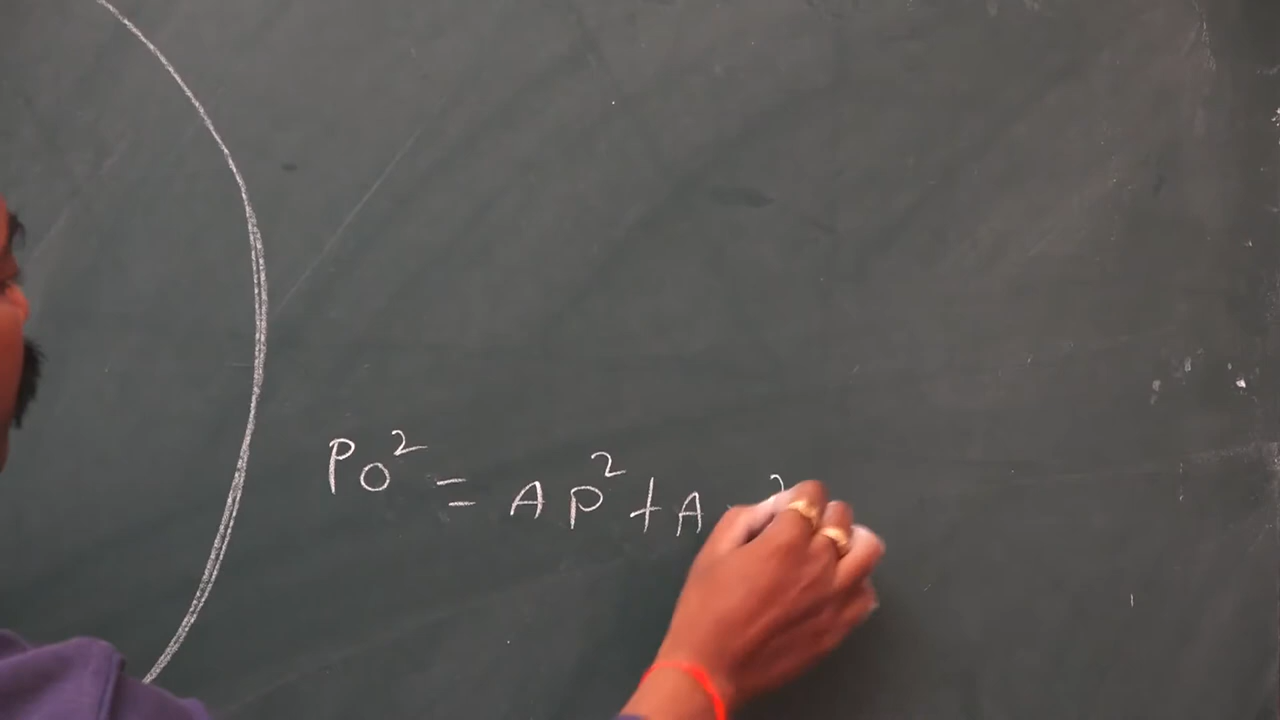 PO² = AP² + A